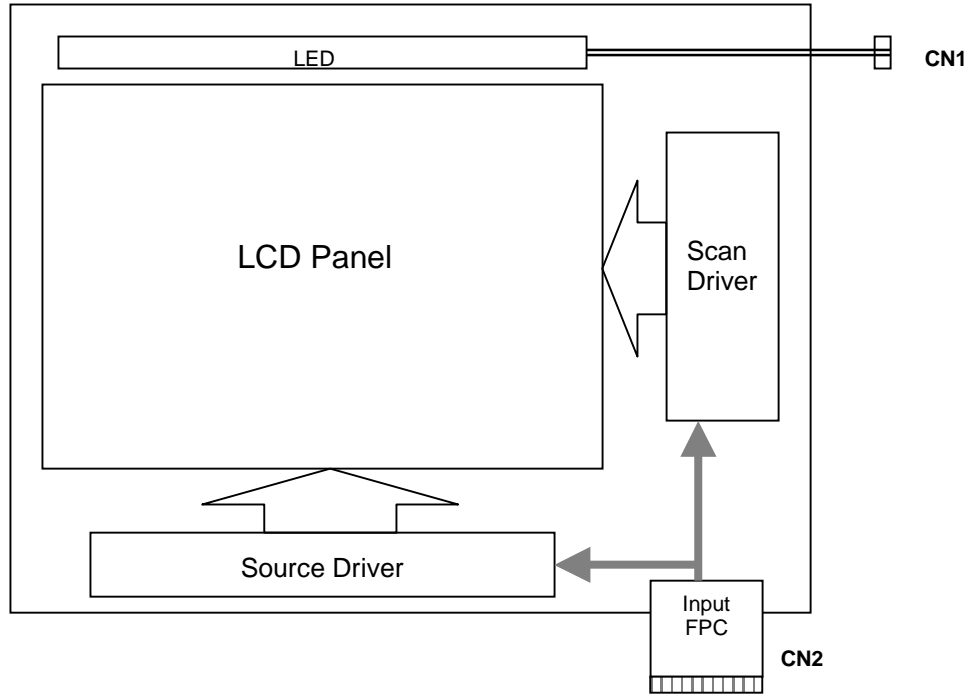 LED
CN1
LCD Panel
Scan
Driver
Source Driver
Input
FPC
CN2